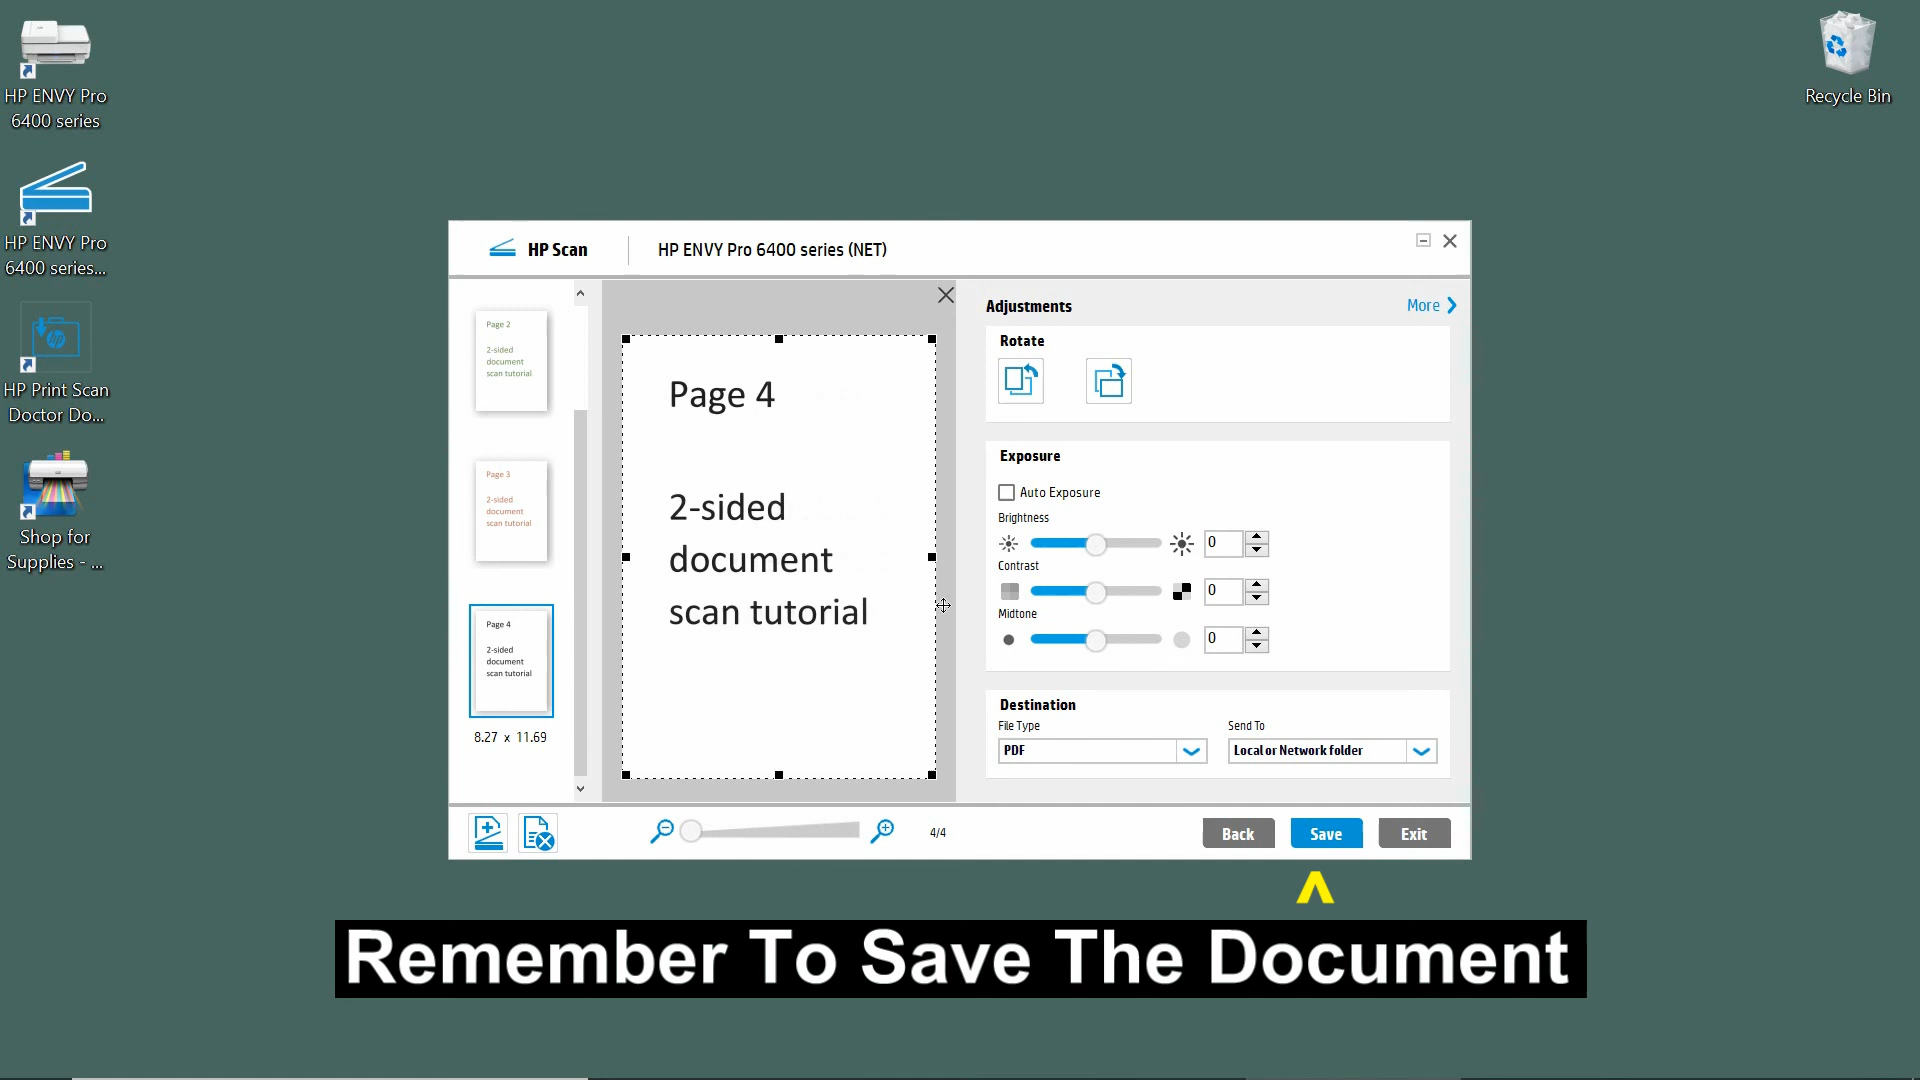 HP ENVY Pro
6400 series
HP ENVY Pro
6400 series...
HP Print Scan
Doctor Do...
Shop for
Supplies - ...
Recycle Bin
HP Scan
HP ENVY Pro 6400 series (NET)
Page 2
2-sided
document
scan tutorial
Page 3
2-sided
document
scan tutorial
Page 4
2-sided
document
scan tutorial
8.27 x 11.69
Page 4
2-sided
document
scan tutorial
Adjustments
More
Rotate
Exposure
Auto Exposure
Brightness
0
Contrast
0
Midtone
0
Destination
File Type
Send To
PDF
Local or Network folder
4/4
Back
Save
Exit
Remember To Save The Document